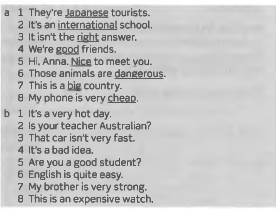 a 1 They're Japanese tourists.
2 It's an international school.
3 It isn't the right answer.
4 We're good friends.
5 Hi, Anna. Nice to meet you.
6 Those animals are dangerous.
7 This is a big country.
8 My phone is very cheap.
b 1 It's a very hot day.
2 Is your teacher Australian?
3 That car isn't very fast.
4 It's a bad idea.
5 Are you a good student?
6 English is quite easy.
7 My brother is very strong.
8 This is an expensive watch.